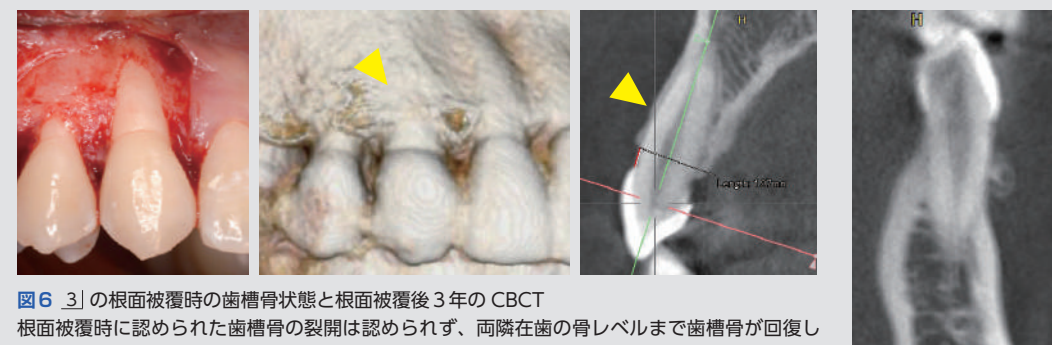 H
H
図6 3| の根面被覆時の歯槽骨状態と根面被覆後3年の CBCT
根面被覆時に認められた歯槽骨の裂開は認められず、両隣在歯の骨レベルまで歯槽骨が回復し